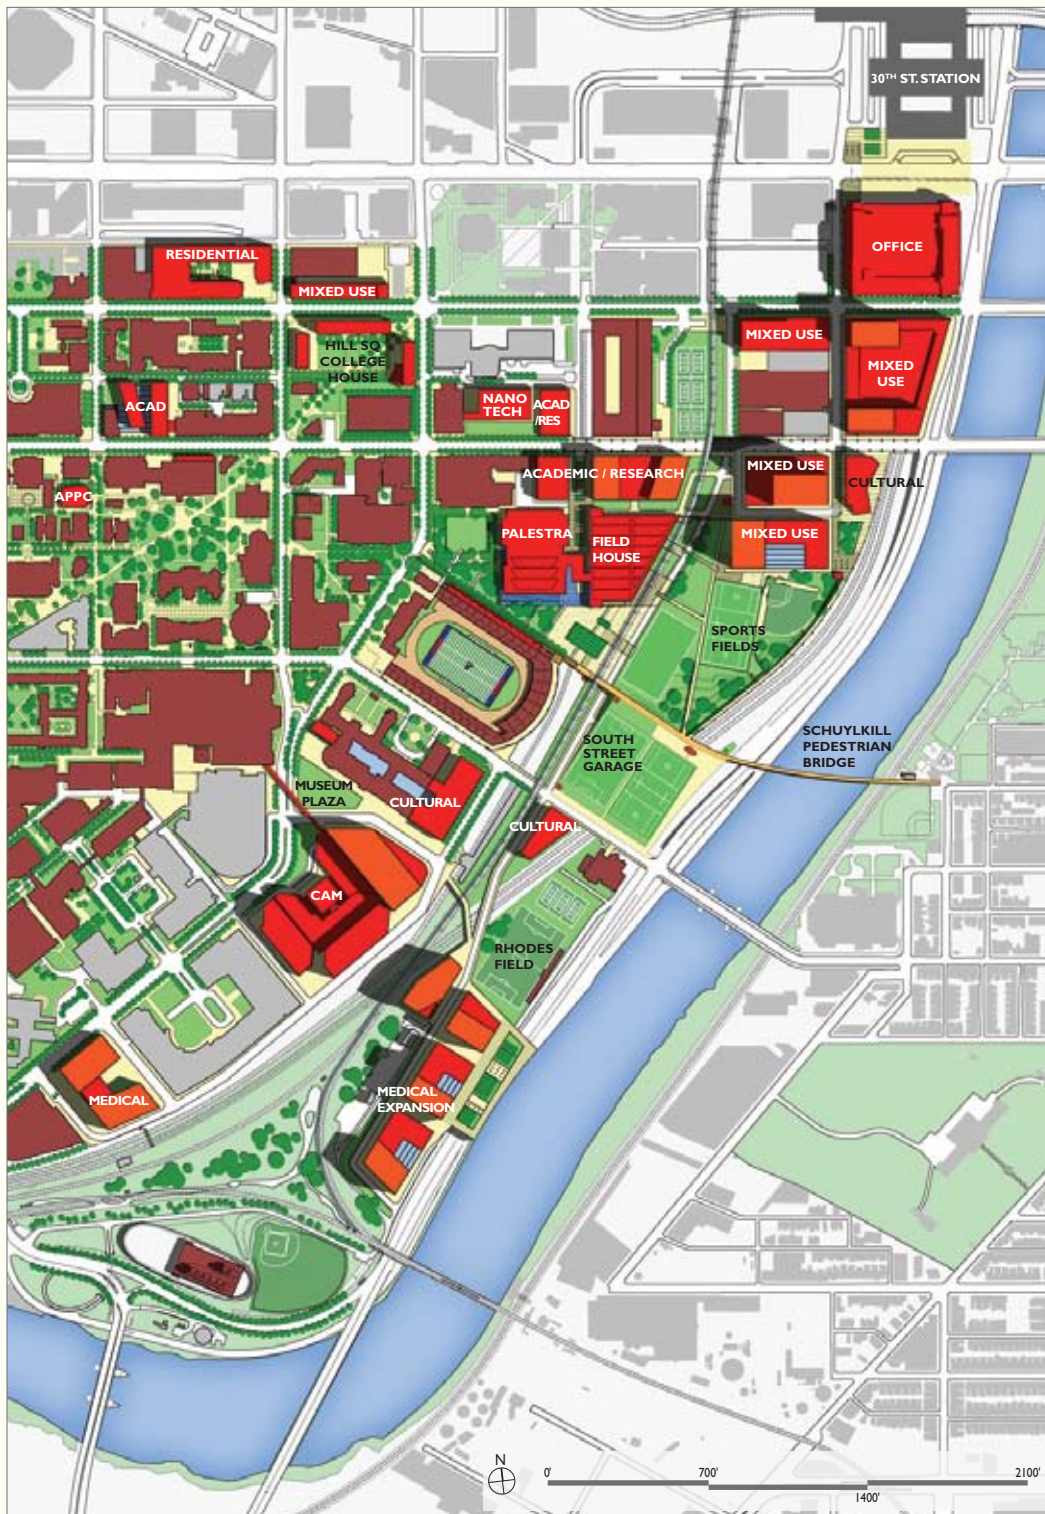 30TH ST. STATION
OFFICE
RESIDENTIAL
MIXED USE
MIXED USE
HILL SQ
COLLEGE
HOUSE
MIXED
USE
ACAD
NANO
TECH
ACAD
/RES
ACADEMIC / RESEARCH
MIXED USE
CULTURAL
APPC
PALESTRA
FIELD
HOUSE
MIXED USE
SPORTS
FIELDS
SOUTH
STREET
GARAGE
SCHUYLKILL
PEDESTRIAN
BRIDGE
MUSEUM
PLAZA
CULTURAL
CULTURAL
CAM
RHODES
FIELD
MEDICAL
MEDICAL
EXPANSION
N
0'
700'
1400'
2100'